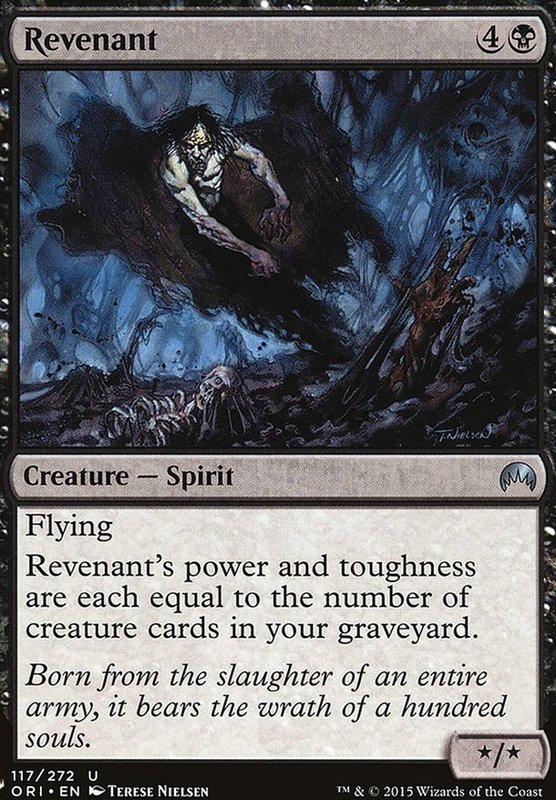 Revenant 4
T. NIELSEN
Creature — Spirit
Flying
Revenant's power and toughness
are each equal to the number of
creature cards in your graveyard.
Born from the slaughter of an entire
army, it bears the wrath of a hundred
souls.
*/*
117/272 U
ORI • EN TERESE NIELSEN
™ & © 2015 Wizards of the Coast